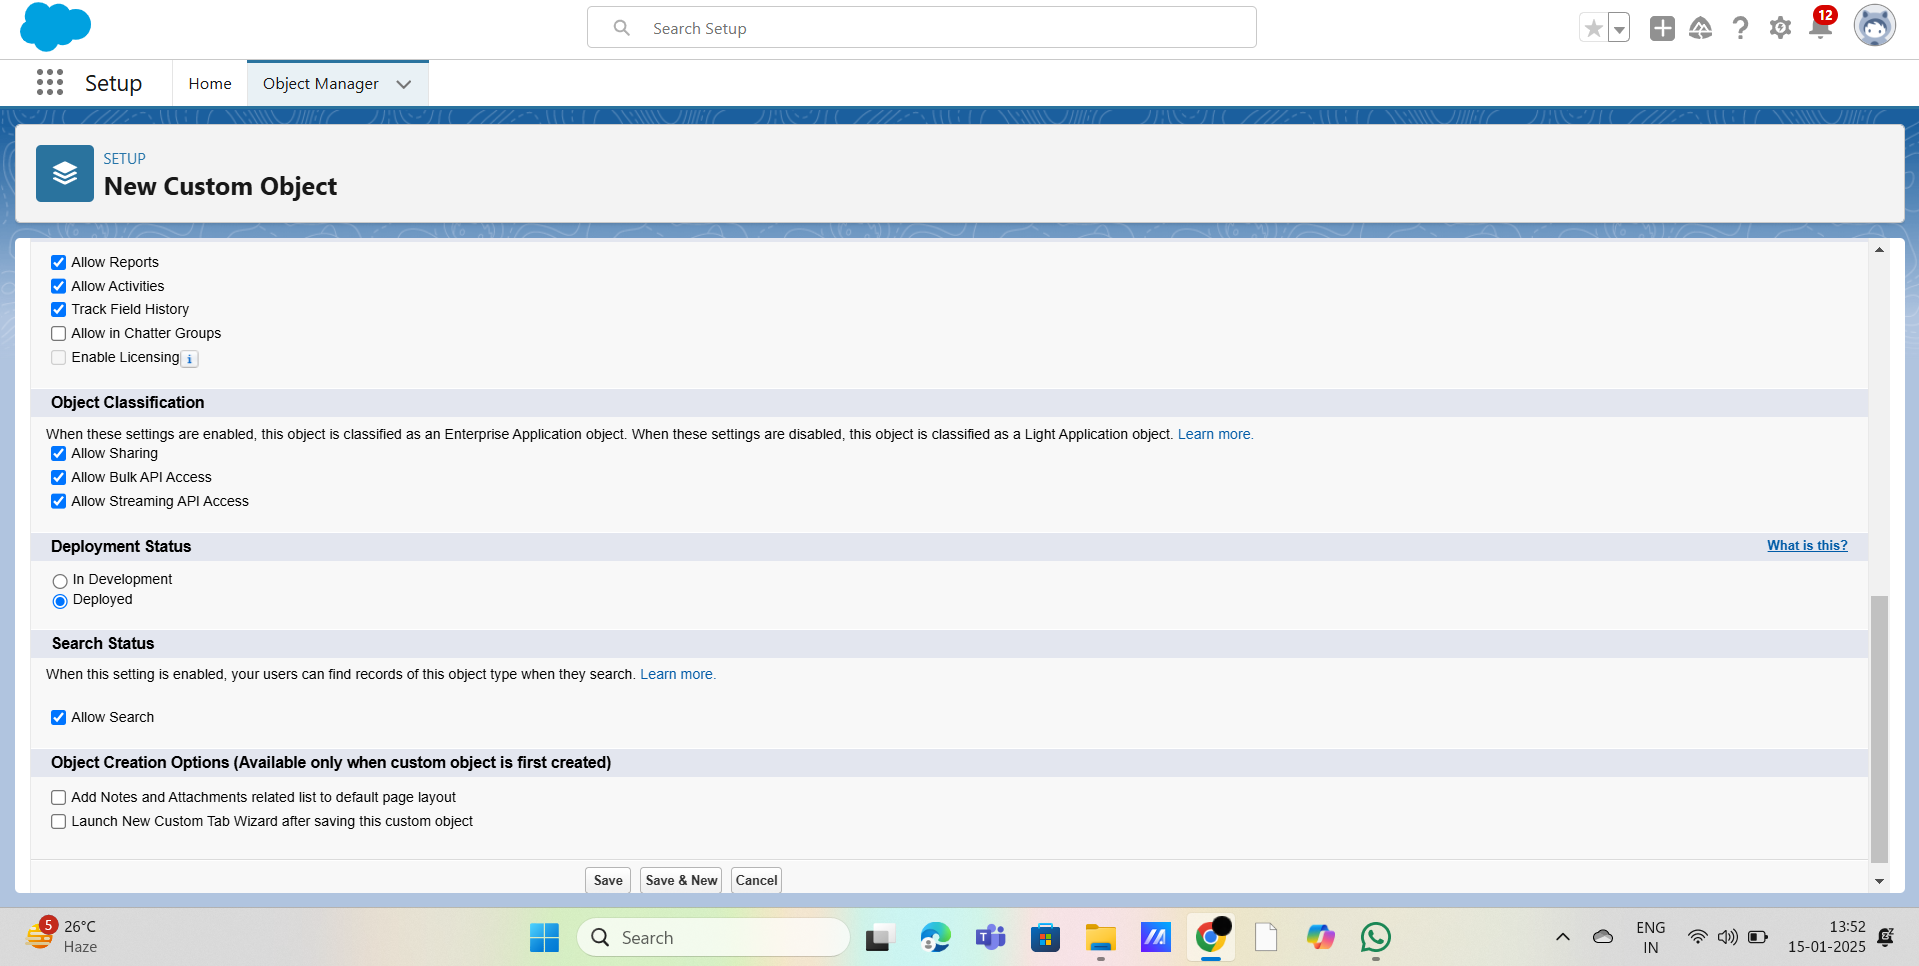 Search Setup
12
Setup
Home
Object Manager
SETUP
New Custom Object
Allow Reports
Allow Activities
Track Field History
Allow in Chatter Groups
Enable Licensing i
Object Classification
When these settings are enabled, this object is classified as an Enterprise Application object. When these settings are disabled, this object is classified as a Light Application object. Learn more.
Allow Sharing
Allow Bulk API Access
Allow Streaming API Access
Deployment Status
What is this?
In Development
Deployed
Search Status
When this setting is enabled, your users can find records of this object type when they search. Learn more.
Allow Search
Object Creation Options (Available only when custom object is first created)
Add Notes and Attachments related list to default page layout
Launch New Custom Tab Wizard after saving this custom object
Save
Save & New
Cancel
5
26°C
Haze
Search
ENG
IN
13:52
15-01-2025